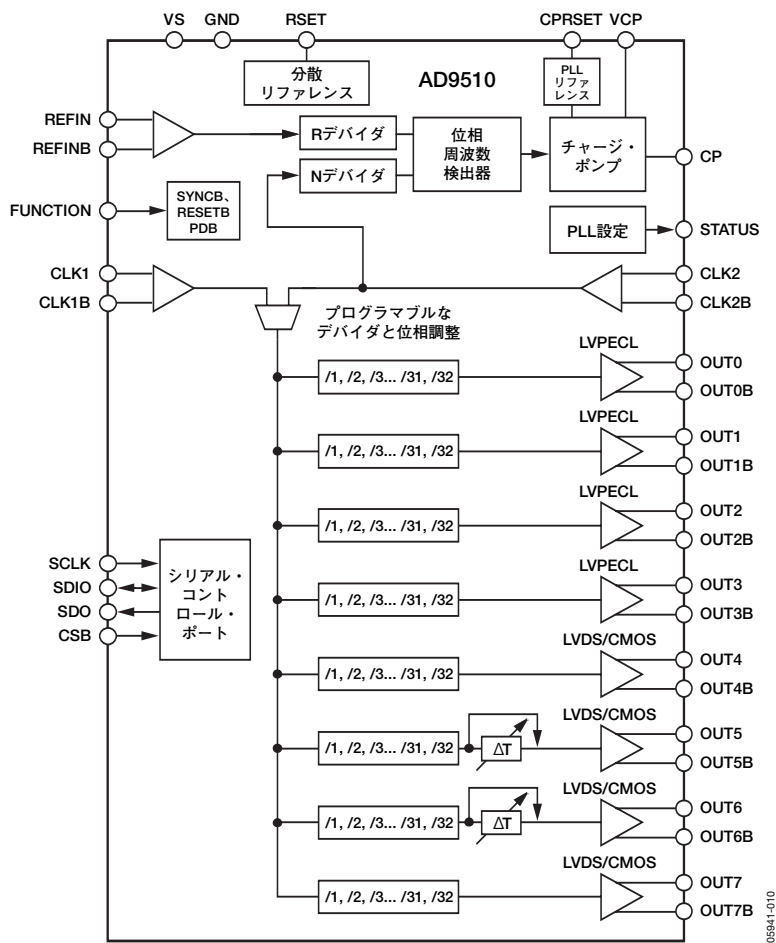 VS GND RSET CPRSET VCP
分散
リファレンス
AD9510
PLL
リファ
レンス
REFIN
REFINB
Rデバイダ
Nデバイダ
位相
周波数
検出器
チャージ・
ポンプ
CP
FUNCTION
SYNCB、
RESETB
PDB
PLL設定
STATUS
CLK1
CLK1B
CLK2
CLK2B
プログラマブルな
デバイダと位相調整
LVPECL
/1, /2, /3... /31, /32
OUT0
OUT0B
LVPECL
/1, /2, /3... /31, /32
OUT1
OUT1B
LVPECL
/1, /2, /3... /31, /32
OUT2
OUT2B
SCLK
SDIO
SDO
CSB
シリアル・
コント
ロール・
ポート
LVPECL
/1, /2, /3... /31, /32
OUT3
OUT3B
LVDS/CMOS
/1, /2, /3... /31, /32
OUT4
OUT4B
LVDS/CMOS
/1, /2, /3... /31, /32
ΔT
OUT5
OUT5B
LVDS/CMOS
/1, /2, /3... /31, /32
ΔT
OUT6
OUT6B
LVDS/CMOS
/1, /2, /3... /31, /32
OUT7
OUT7B
05941-010